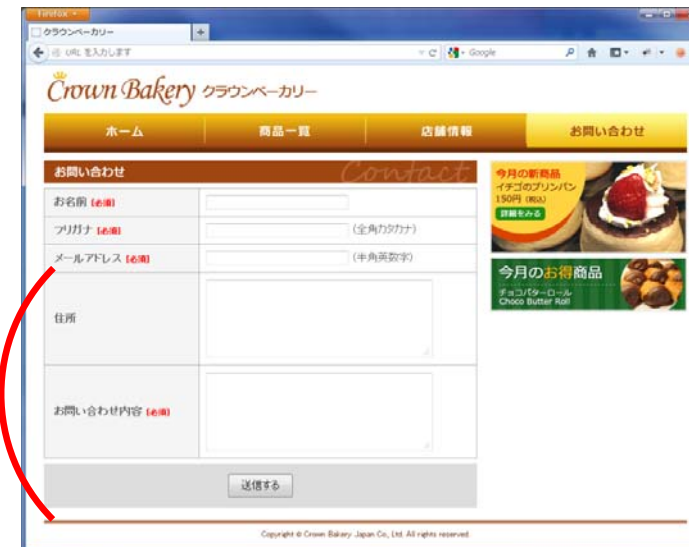 Firefox
クラウンベーカリー
URL を入力します
Google
Crown Bakery クラウンベーカリー
ホーム
商品一覧
店舗情報
お問い合わせ
お問い合わせ
Contact
お名前 [必須]
フリガナ [必須]
(全角カタカナ)
メールアドレス [必須]
(半角英数字)
住所
お問い合わせ内容 [必須]
送信する
今月の新商品
イチゴのプリンパン
150円 (税込)
詳細をみる
今月のお得商品
チョコバターロール
Choco Butter Roll
Copyright © Crown Bakery Japan Co., Ltd. All rights reserved.